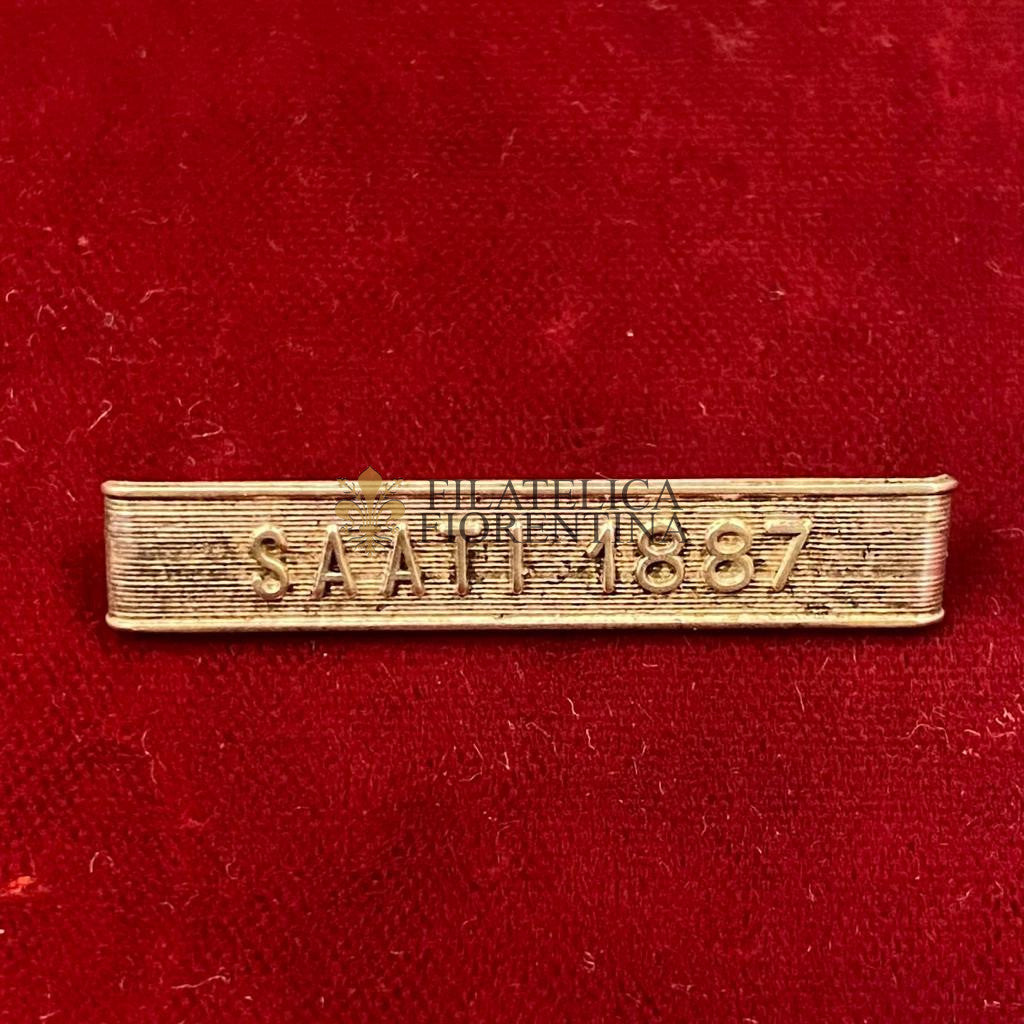 FILATELICA
FIORENTINA
SAATI 1887